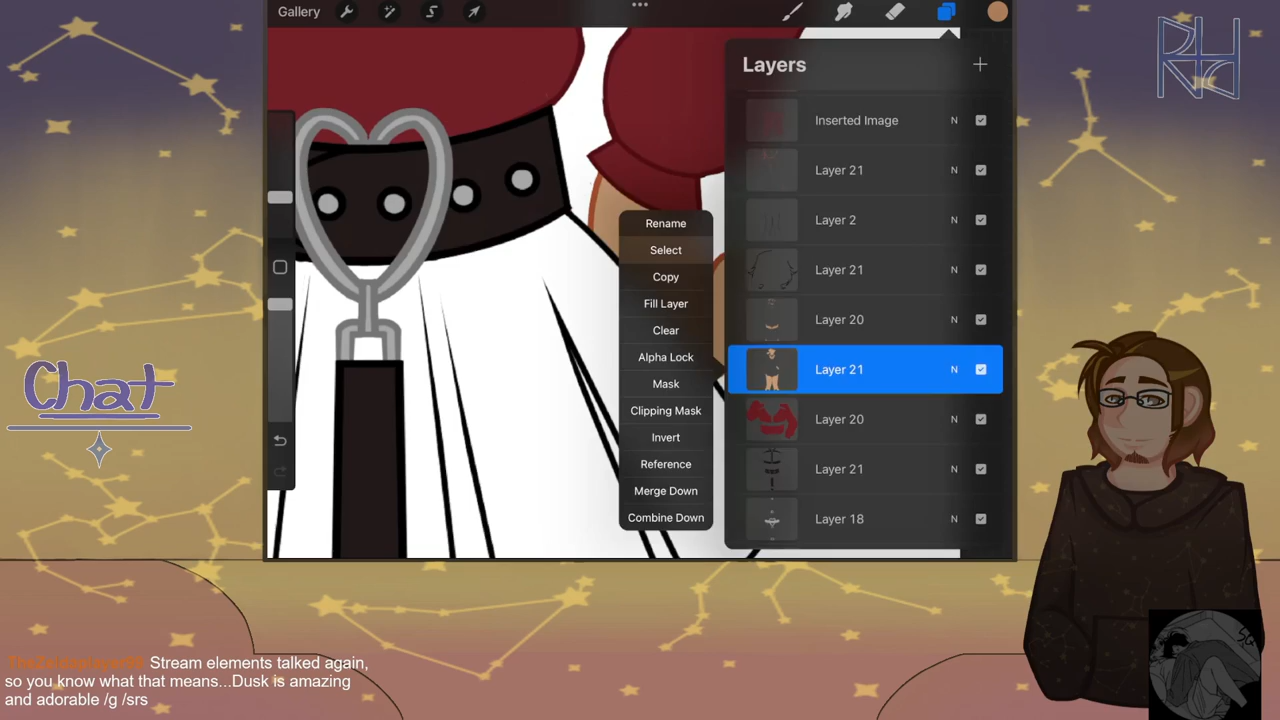 Gallery
Layers
Inserted Image N
Layer 21 N
Layer 2 N
Layer 21 N
Layer 20 N
Layer 21 N
Layer 20 N
Layer 21 N
Layer 18 N
Rename
Select
Copy
Fill Layer
Clear
Alpha Lock
Mask
Clipping Mask
Invert
Reference
Merge Down
Combine Down
Chat
Stream elements talked again,
so you know what that means...Dusk is amazing
and adorable /g /srs